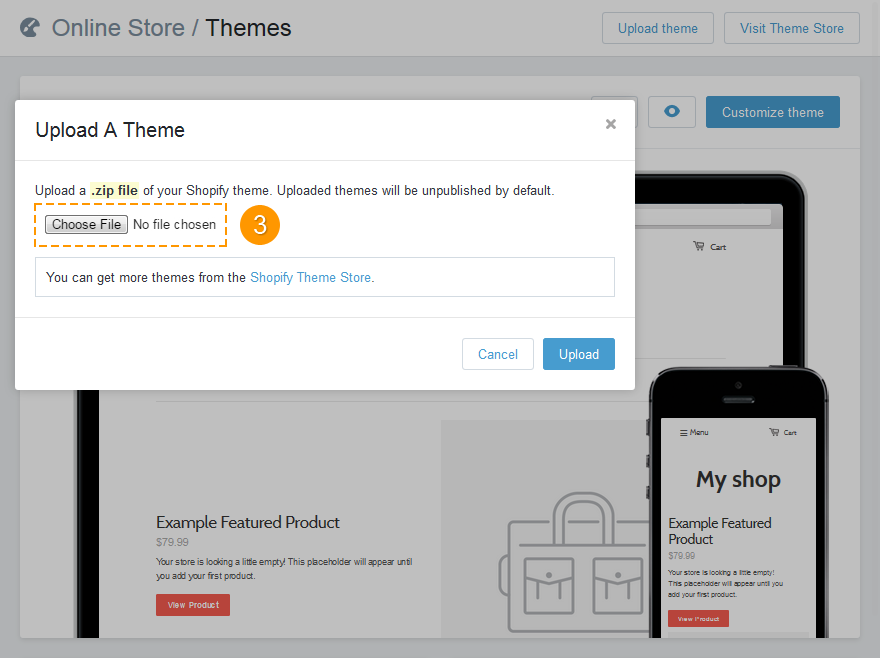 Online Store / Themes
Upload theme
Visit Theme Store
Customize theme
Upload A Theme
×
Upload a .zip file of your Shopify theme. Uploaded themes will be unpublished by default.
Choose File No file chosen
3
You can get more themes from the Shopify Theme Store.
Cancel
Upload
Cart
Example Featured Product
$79.99
Your store is looking a little empty! This placeholder will appear until
you add your first product.
View Product
Menu
Cart
My shop
Example Featured
Product
$79.99
Your store is looking a little empty!
This placeholder will appear until you
add your first product.
View Product